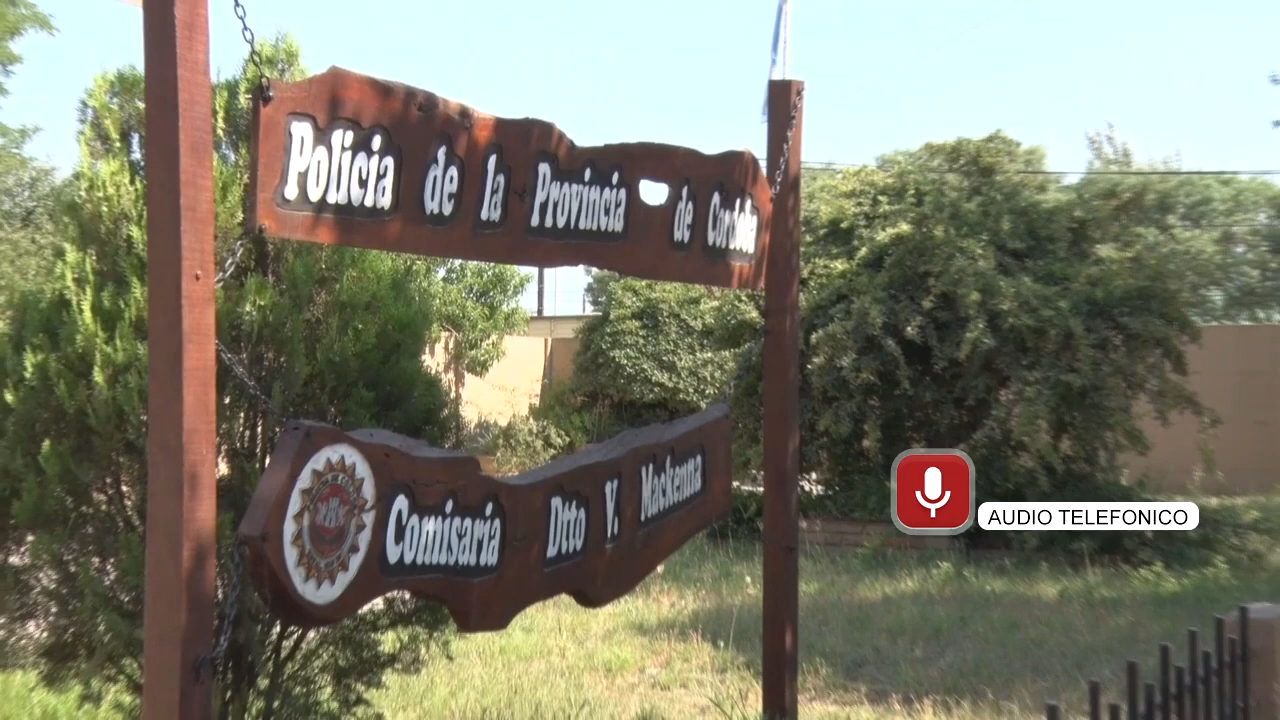 Policia de la Provincia de Cordoba
Comisaria Dtto V. Mackenna
AUDIO TELEFONICO